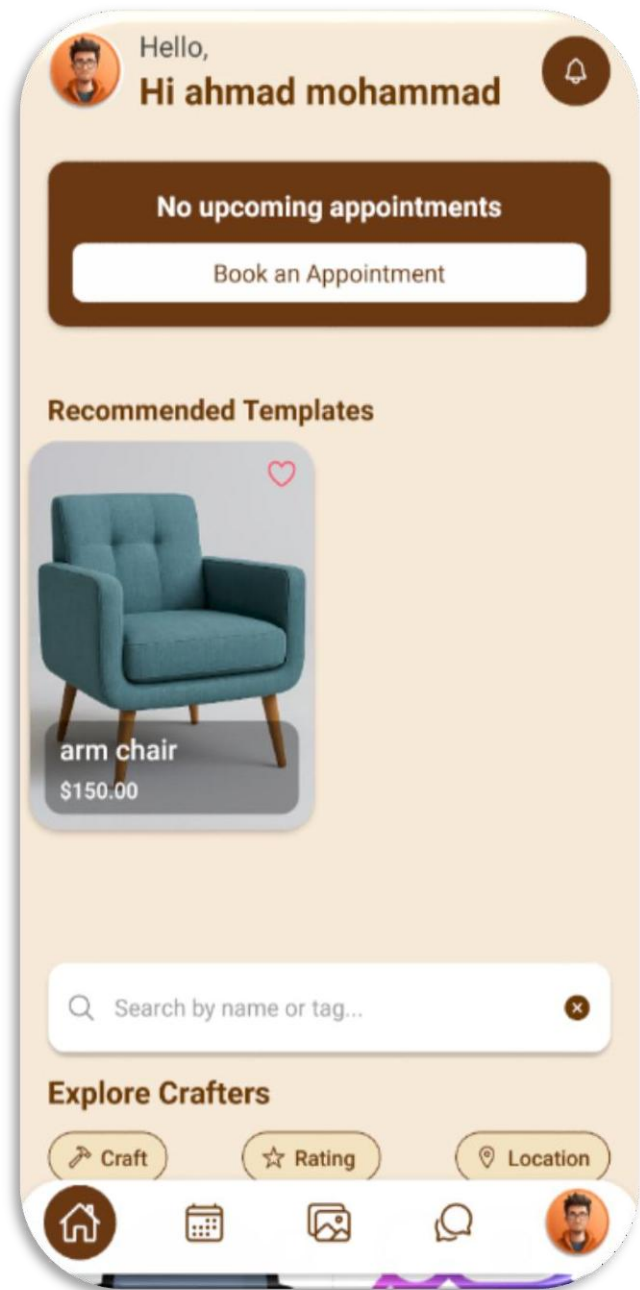 Hello,
Hi ahmad mohammad
No upcoming appointments
Book an Appointment
Recommended Templates
arm chair
$150.00
Search by name or tag...
Explore Crafters
Craft
Rating
Location